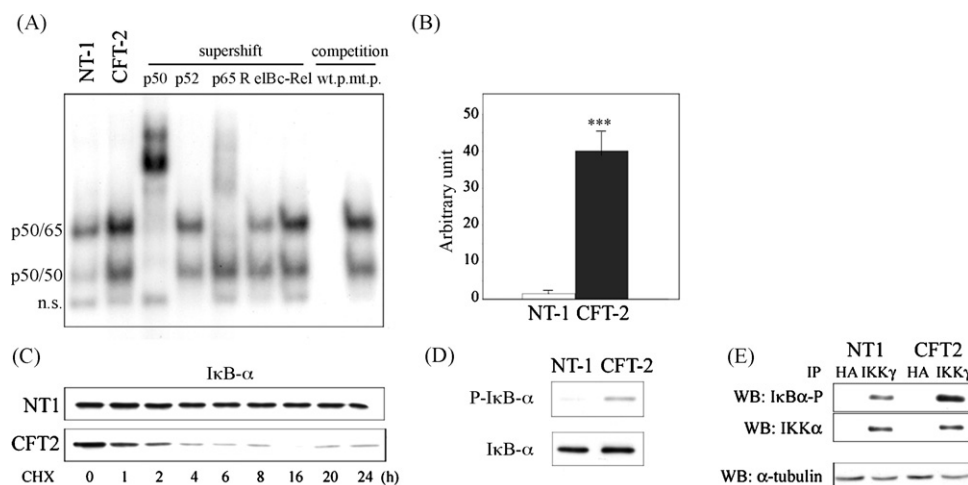 (A)
NT-1 CFT-2 supershift competition
p50 p52 p65 R elBc-Rel wt.p.mt.p.
p50/65
p50/50
n.s.
(B)
Arbitrary unit
50
40
30
20
10
0
***
NT-1 CFT-2
(C)
IκB-α
NT1
CFT2
CHX 0 1 2 4 6 8 16 20 24 (h)
(D)
NT-1 CFT-2
P-IκB-α
IκB-α
(E)
NT1 CFT2
IP HA IKKγ HA IKKγ
WB: IκBα-P
WB: IKKα
WB: α-tubulin